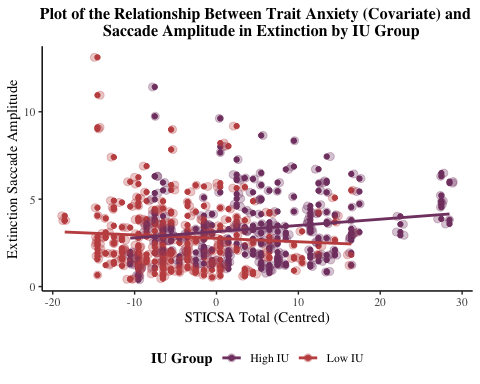 Plot of the Relationship Between Trait Anxiety (Covariate) and
Saccade Amplitude in Extinction by IU Group
Extinction Saccade Amplitude
10
5
0
-20
-10
0
10
20
30
STICSA Total (Centred)
IU Group
High IU
Low IU